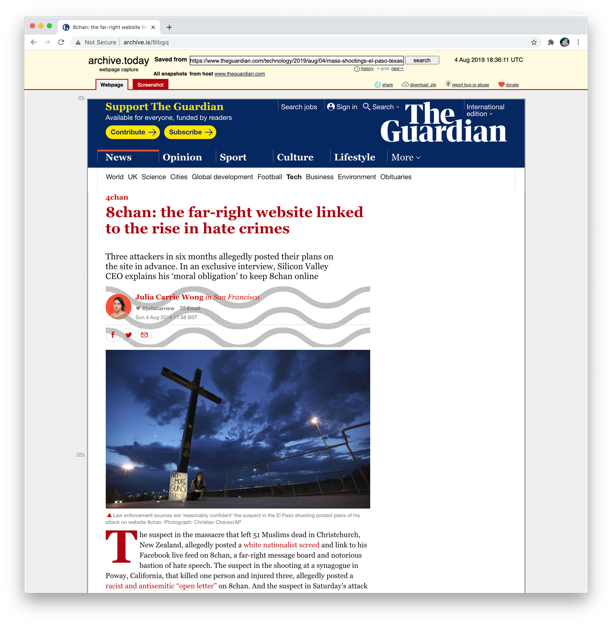 8chan: the far-right website l
Not Secure | archive.is/9lbgq
archive.today
webpage capture
Saved from
https://www.theguardian.com/technology/2019/aug/04/mass-shootings-el-paso-texas-
search
4 Aug 2019 18:36:11 UTC
history ←prior next→
All snapshots from host www.theguardian.com
Webpage
Screenshot
share
download .zip
report bug or abuse
donate
Support The Guardian
Available for everyone, funded by readers
Contribute →
Subscribe →
Search jobs
Sign in
Search
The Guardian
International edition
News
Opinion
Sport
Culture
Lifestyle
More
World UK Science Cities Global development Football Tech Business Environment Obituaries
4chan
8chan: the far-right website linked
to the rise in hate crimes
Three attackers in six months allegedly posted their plans on
the site in advance. In an exclusive interview, Silicon Valley
CEO explains his ‘moral obligation’ to keep 8chan online
Julia Carrie Wong in San Francisco
@juliacarriew Email
Sun 4 Aug 2019 17.58 BST
Law enforcement sources are ‘reasonably confident’ the suspect in the El Paso shooting posted plans of his
attack on website 8chan. Photograph: Christian Chavez/AP
The suspect in the massacre that left 51 Muslims dead in Christchurch,
New Zealand, allegedly posted a white nationalist screed and link to his
Facebook live feed on 8chan, a far-right message board and notorious
bastion of hate speech. The suspect in the shooting at a synagogue in
Poway, California, that killed one person and injured three, allegedly posted a
racist and antisemitic “open letter” on 8chan. And the suspect in Saturday’s attack